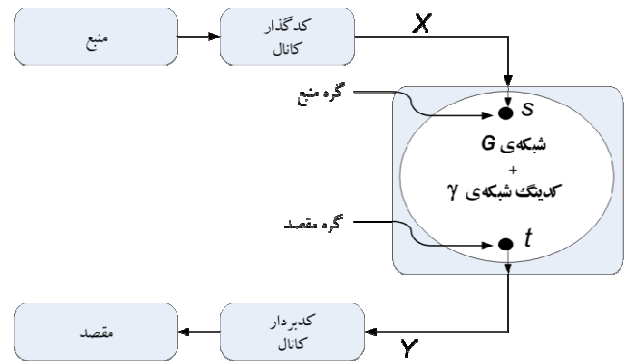 منبع
کدگذار
کانال
X
گره منبع
s
شبکه‌ی G
+
کدینگ شبکه‌ی γ
گره مقصد
t
مقصد
کدبردار
کانال
Y